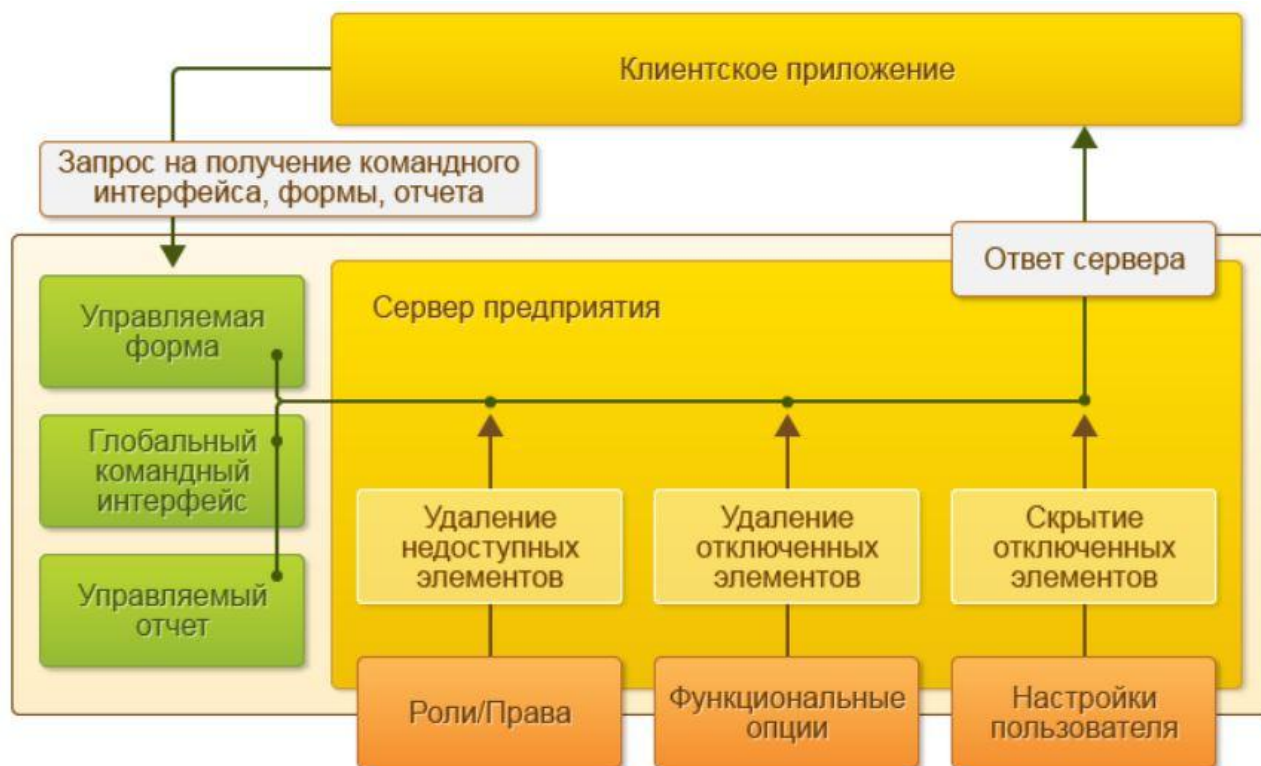 Клиентское приложение
Запрос на получение командного
интерфейса, формы, отчета
Ответ сервера
Управляемая
форма
Сервер предприятия
Глобальный
командный
интерфейс
Удаление
недоступных
элементов
Удаление
отключенных
элементов
Скрытие
отключенных
элементов
Управляемый
отчет
Роли/Права
Функциональные
опции
Настройки
пользователя